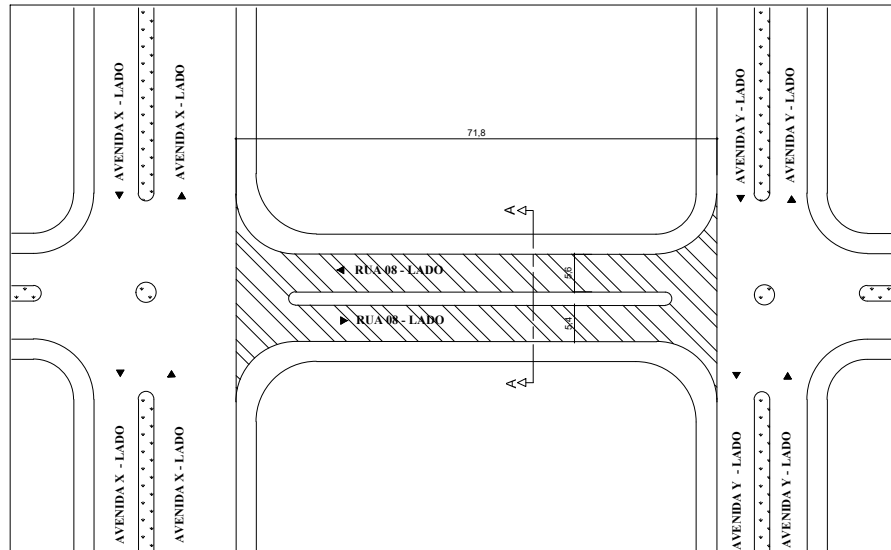 AVENIDA X - LADO
AVENIDA X - LADO
AVENIDA Y - LADO
AVENIDA Y - LADO
71,8
A
RUA 08 - LADO
5,6
RUA 08 - LADO
5,4
A
AVENIDA X - LADO
AVENIDA X - LADO
AVENIDA Y - LADO
AVENIDA Y - LADO